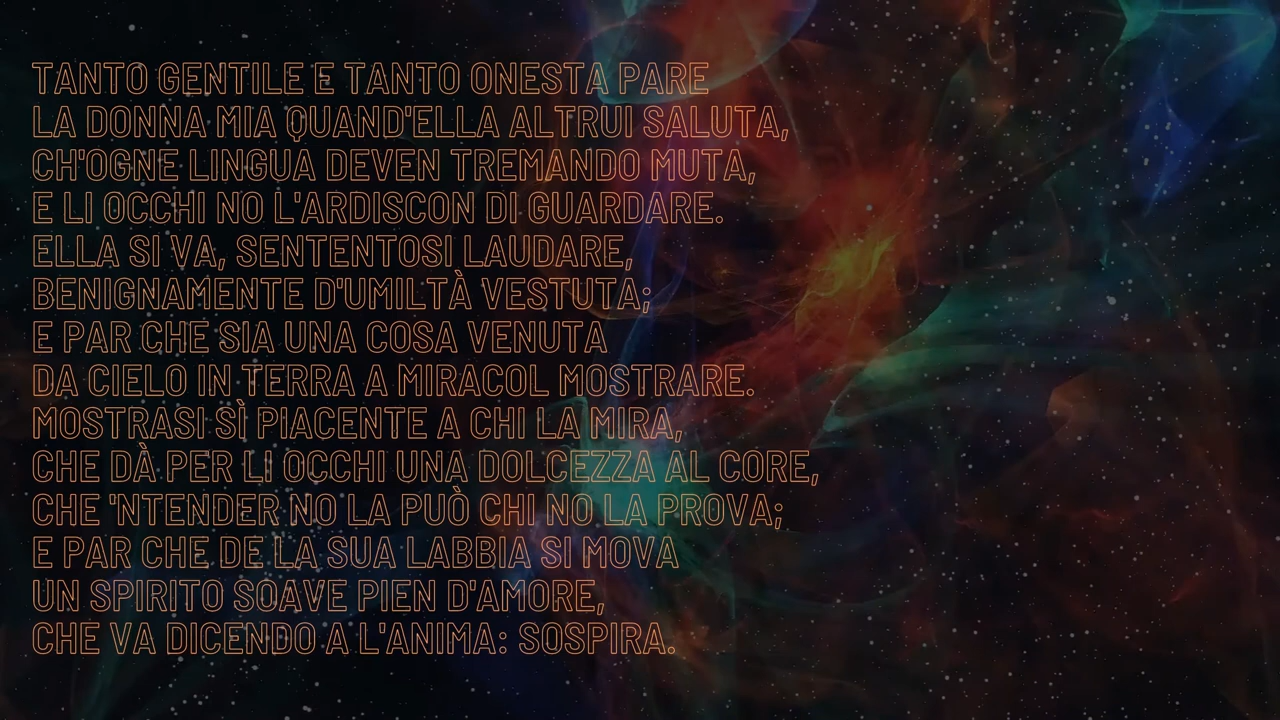 TANTO GENTILE E TANTO ONESTA PARE
LA DONNA MIA QUAND'ELLA ALTRUI SALUTA,
CH'OGNE LINGUA DEVEN TREMANDO MUTA,
E LI OCCHI NO L'ARDISCON DI GUARDARE.
ELLA SI VA, SENTENTOSI LAUDARE,
BENIGNAMENTE D'UMILTÀ VESTUTA;
E PAR CHE SIA UNA COSA VENUTA
DA CIELO IN TERRA A MIRACOL MOSTRARE.
MOSTRASI SÌ PIACENTE A CHI LA MIRA,
CHE DÀ PER LI OCCHI UNA DOLCEZZA AL CORE,
CHE 'NTENDER NO LA PUÒ CHI NO LA PROVA;
E PAR CHE DE LA SUA LABBIA SI MOVA
UN SPIRITO SOAVE PIEN D'AMORE,
CHE VA DICENDO A L'ANIMA: SOSPIRA.